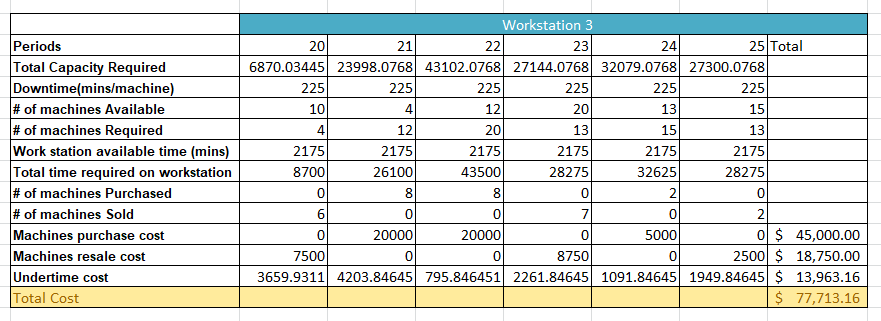 Workstation 3
Periods 20 21 22 23 24 25 Total
Total Capacity Required 6870.03445 23998.0768 43102.0768 27144.0768 32079.0768 27300.0768
Downtime(mins/machine) 225 225 225 225 225 225
# of machines Available 10 4 12 20 13 15
# of machines Required 4 12 20 13 15 13
Work station available time (mins) 2175 2175 2175 2175 2175 2175
Total time required on workstation 8700 26100 43500 28275 32625 28275
# of machines Purchased 0 8 8 0 2 0
# of machines Sold 6 0 0 7 0 2
Machines purchase cost 0 20000 20000 0 5000 0 $ 45,000.00
Machines resale cost 7500 0 0 8750 0 2500 $ 18,750.00
Undertime cost 3659.9311 4203.84645 795.846451 2261.84645 1091.84645 1949.84645 $ 13,963.16
Total Cost $ 77,713.16